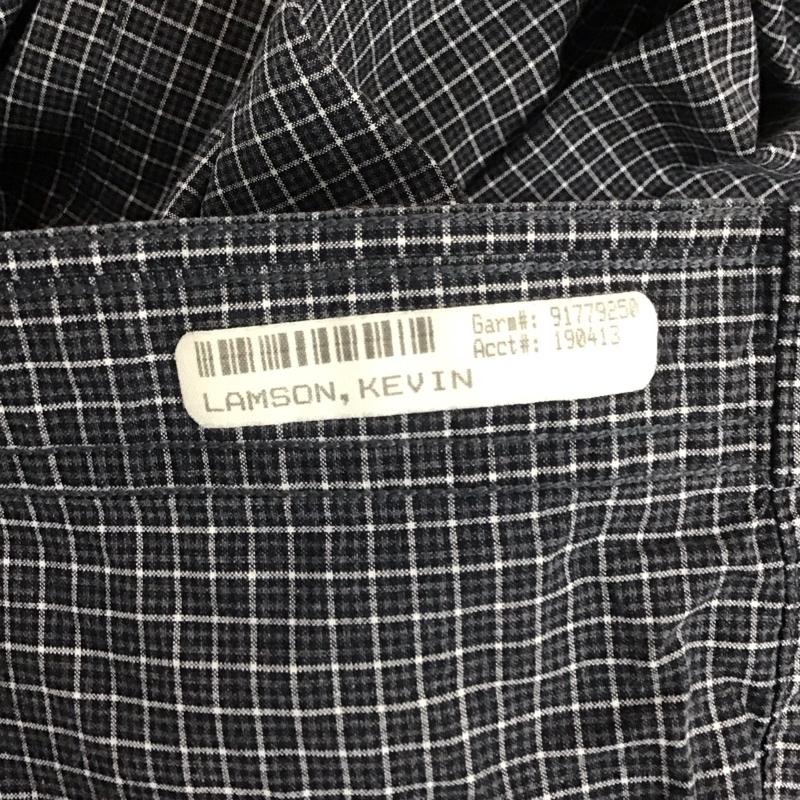 Garm#: 91779250
Acct#: 190413
LAMSON, KEVIN